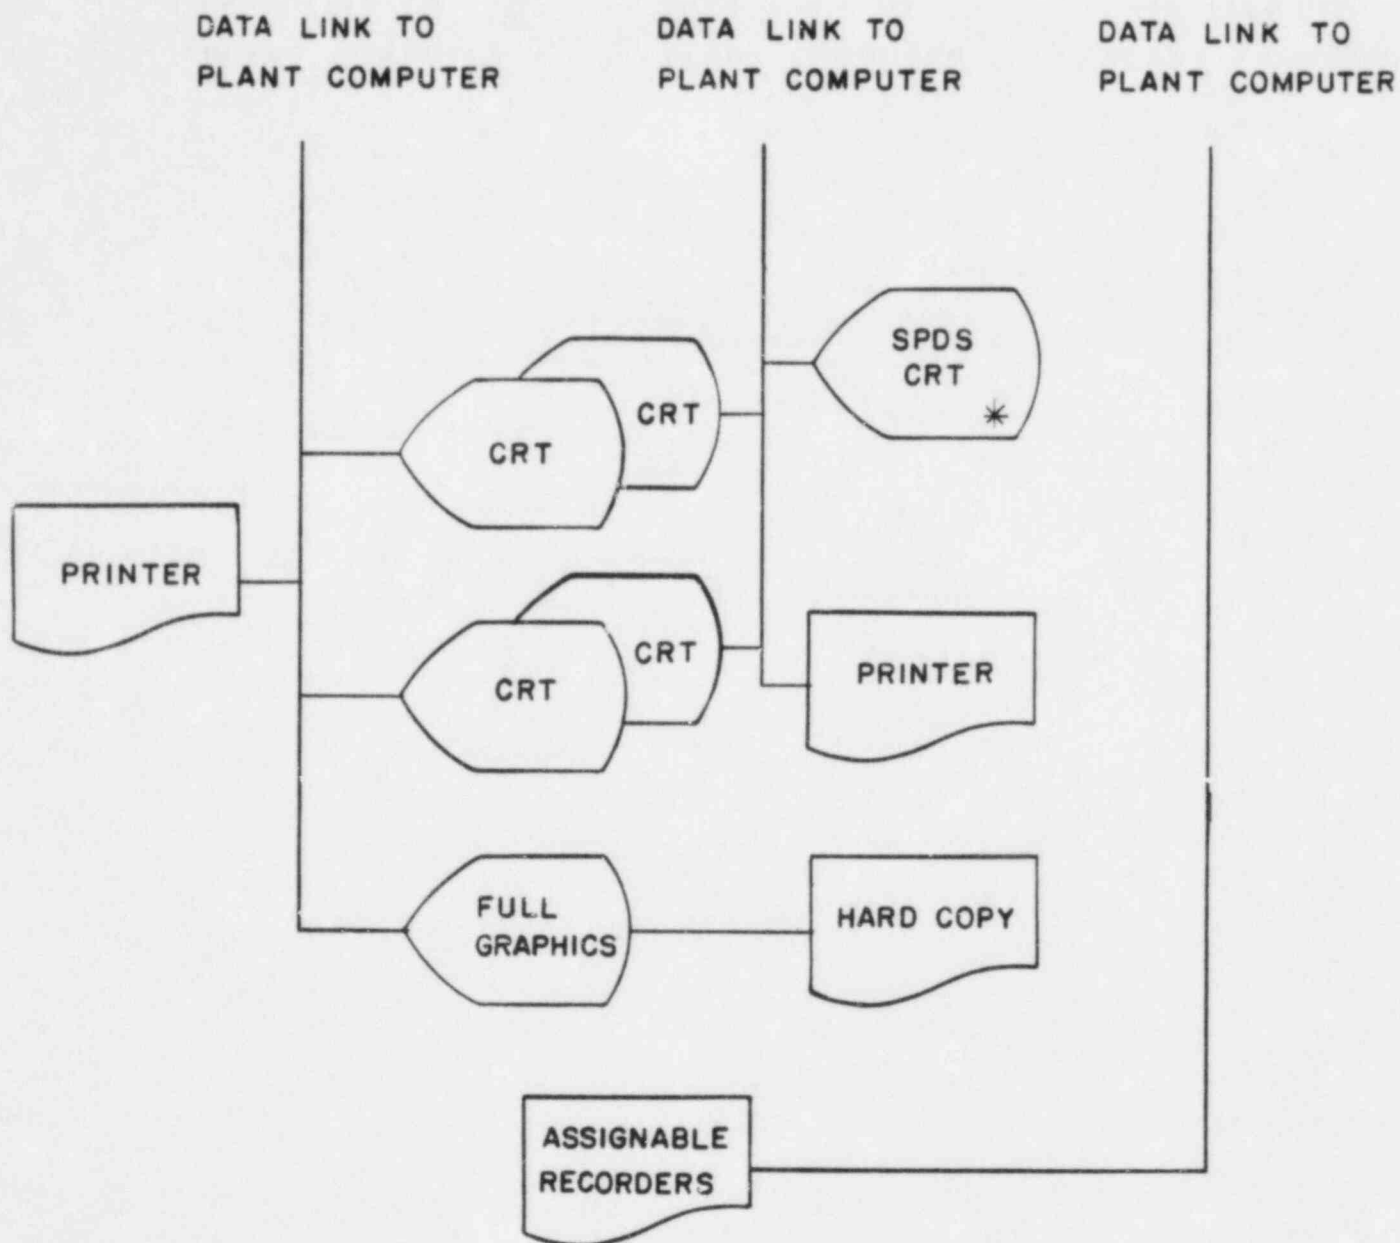 DATA LINK TO
PLANT COMPUTER
DATA LINK TO
PLANT COMPUTER
DATA LINK TO
PLANT COMPUTER
SPDS
CRT
*
CRT
CRT
PRINTER
CRT
CRT
PRINTER
FULL
GRAPHICS
HARD COPY
ASSIGNABLE
RECORDERS